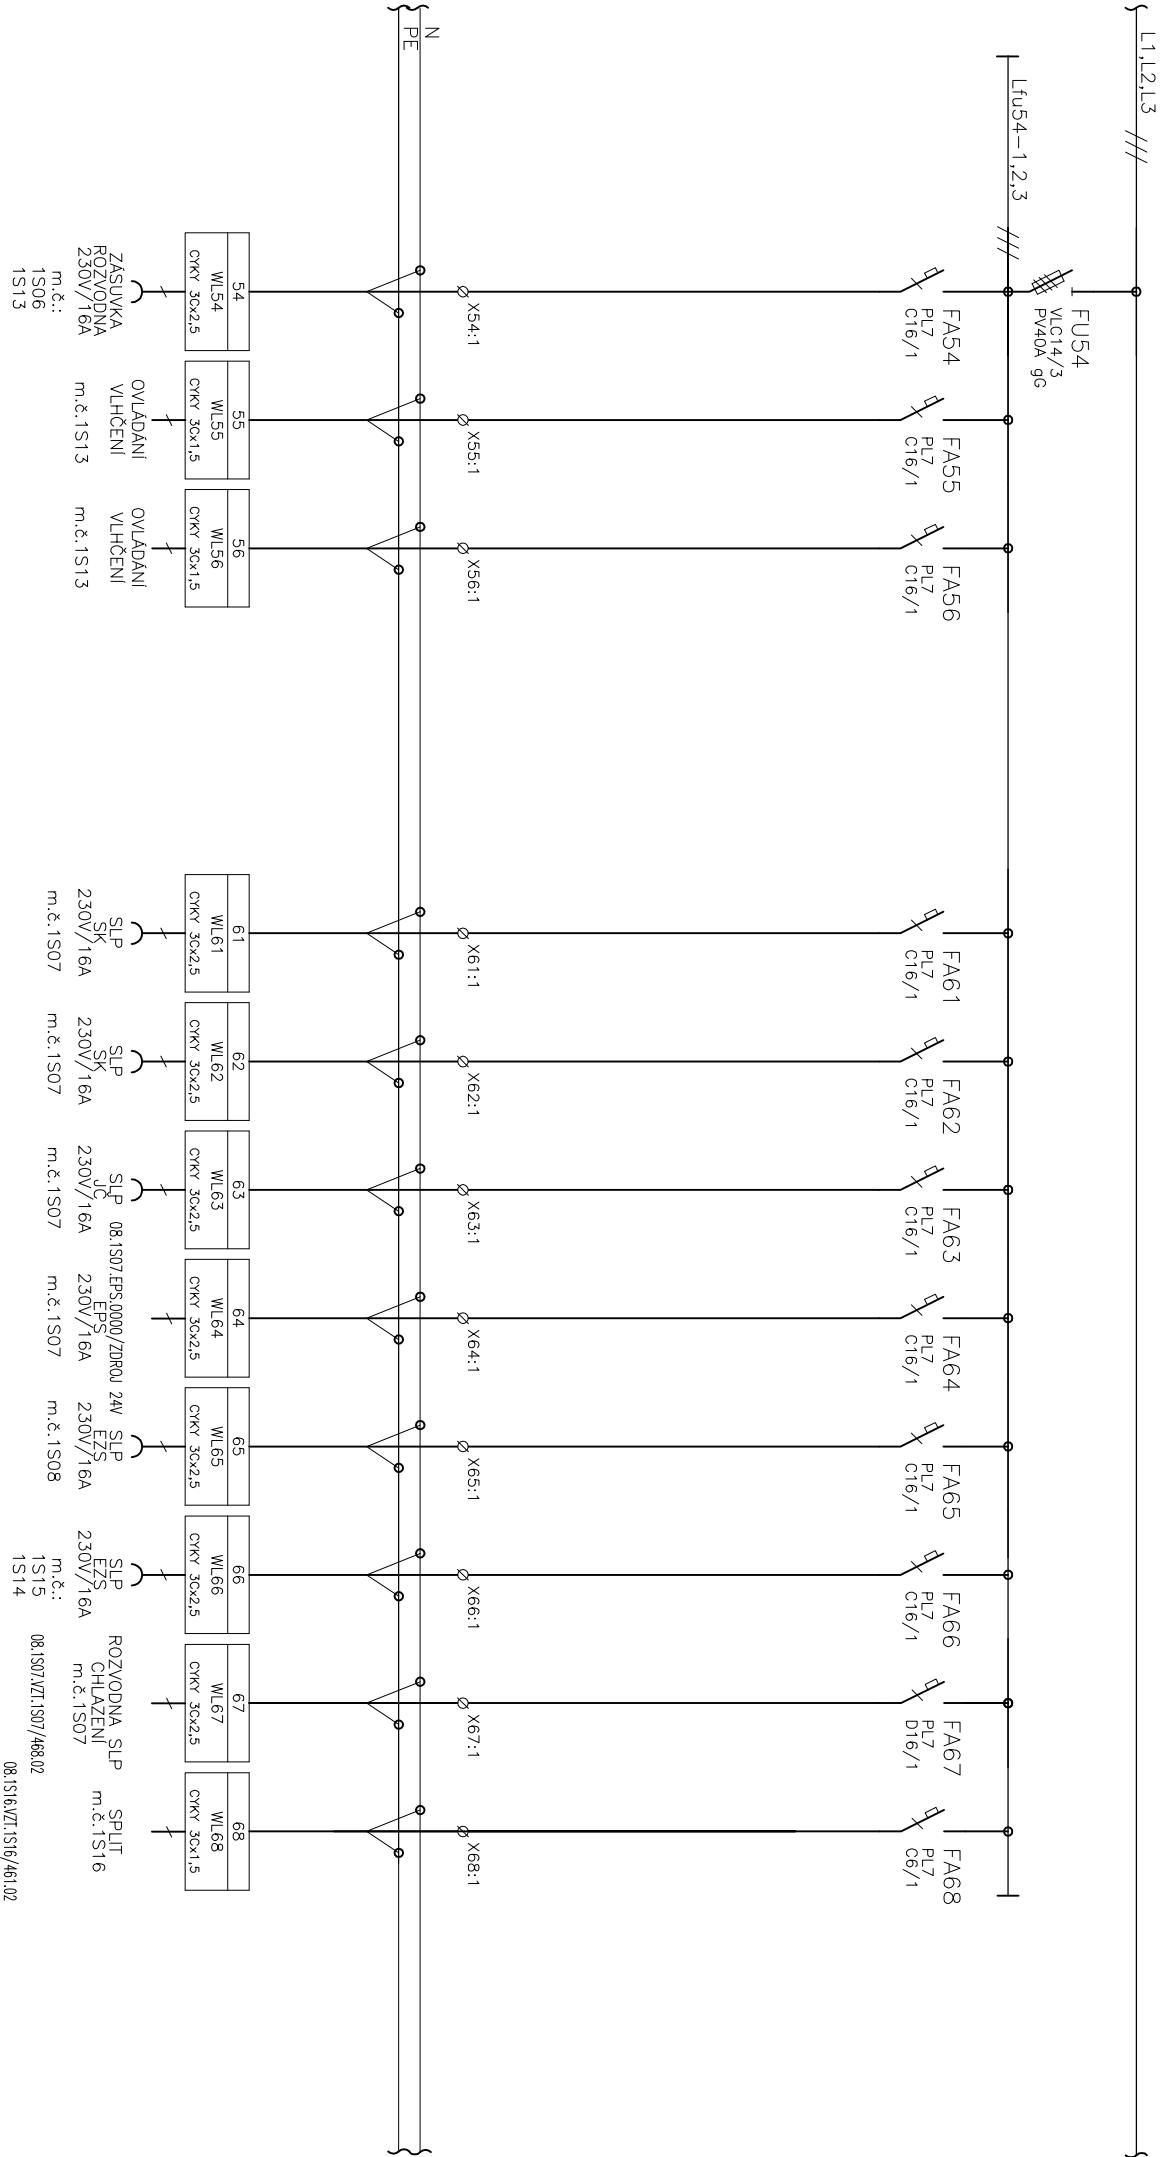 L1,L2,L3
Lfu54-1,2,3
FU54
VLC14/3
PV40A gG
FA54
PL7
C16/1
FA55
PL7
C16/1
FA56
PL7
C16/1
FA61
PL7
C16/1
FA62
PL7
C16/1
FA63
PL7
C16/1
FA64
PL7
C16/1
FA65
PL7
C16/1
FA66
PL7
C16/1
FA67
PL7
D16/1
FA68
PL7
C6/1
X54:1
X55:1
X56:1
X61:1
X62:1
X63:1
X64:1
X65:1
X66:1
X67:1
X68:1
N
PE
54
WL54
CYKY 3Cx2,5
55
WL55
CYKY 3Cx1,5
56
WL56
CYKY 3Cx1,5
61
WL61
CYKY 3Cx2,5
62
WL62
CYKY 3Cx2,5
63
WL63
CYKY 3Cx2,5
64
WL64
CYKY 3Cx2,5
65
WL65
CYKY 3Cx2,5
66
WL66
CYKY 3Cx2,5
67
WL67
CYKY 3Cx2,5
68
WL68
CYKY 3Cx1,5
ZÁSUVKA
ROZVODNA
230V/16A
m.č.:
1S06
1S13
OVLÁDÁNÍ
VLHČENÍ
m.č.1S13
OVLÁDÁNÍ
VLHČENÍ
m.č.1S13
SLP
SK
230V/16A
m.č.1S07
SLP
SK
230V/16A
m.č.1S07
SLP
JČ
230V/16A
m.č.1S07
08.1S07.EPS.0000/ZDROJ 24V
EPS
230V/16A
m.č.1S07
SLP
EZS
230V/16A
m.č.1S08
SLP
EZS
230V/16A
m.č.:
1S15
1S14
ROZVODNA SLP
CHLAZENÍ
m.č.1S07
08.1S07.VZT.1S07/468.02
SPLIT
m.č.1S16
08.1S16.VZT.1S16/461.02